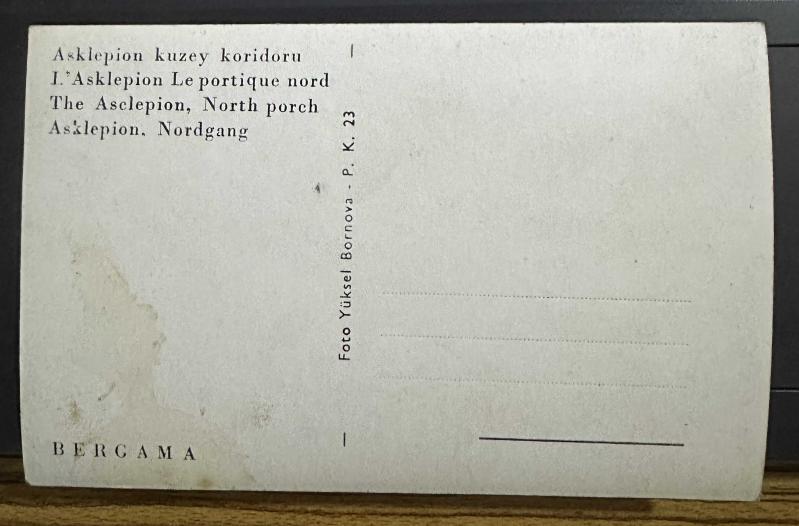 Asklepion kuzey koridoru
L'Asklepion Le portique nord
The Asclepion, North porch
Asklepion. Nordgang
Foto Yüksel Bornova - P. K. 23
BERGAMA